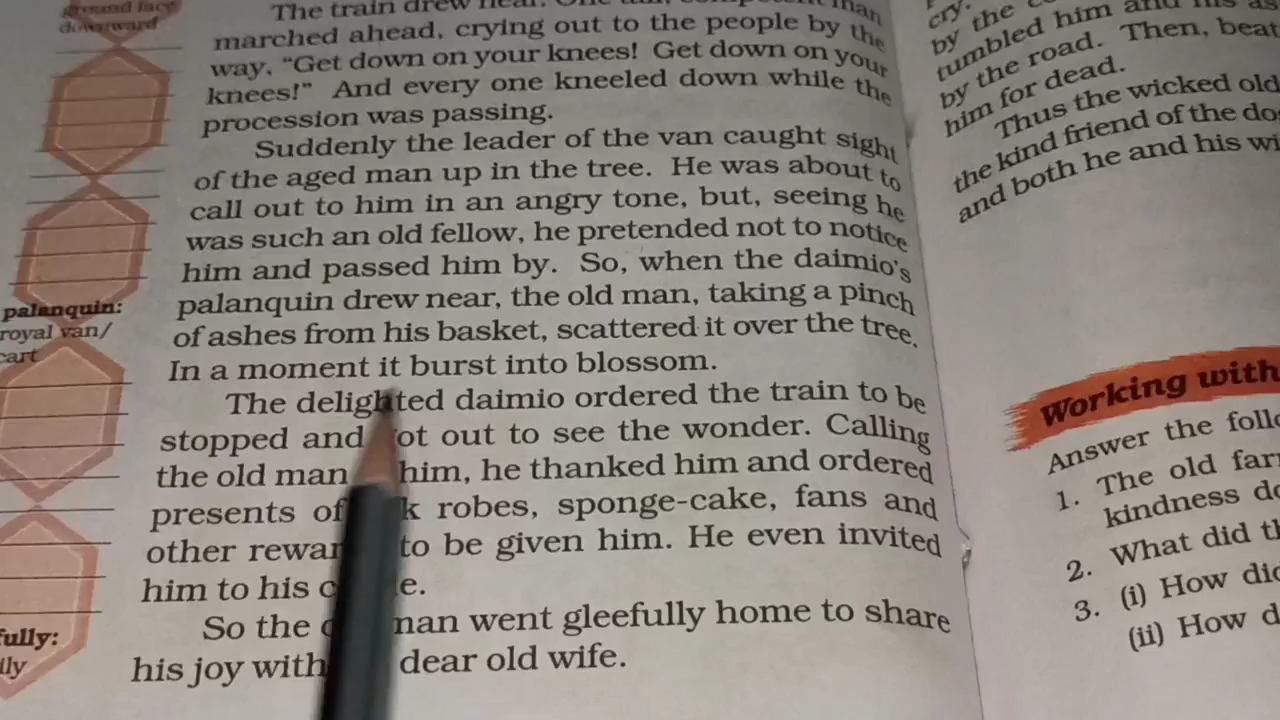 ground face
downward
The train drew near.
marched ahead, crying out to the people by the
way, "Get down on your knees! Get down on your
knees!" And every one kneeled down while the
procession was passing.
Suddenly the leader of the van caught sight
of the aged man up in the tree. He was about to
call out to him in an angry tone, but, seeing he
was such an old fellow, he pretended not to notice
him and passed him by. So, when the daimio's
palanquin drew near, the old man, taking a pinch
of ashes from his basket, scattered it over the tree.
In a moment it burst into blossom.
The delighted daimio ordered the train to be
stopped and out to see the wonder. Calling
the old man him, he thanked him and ordered
presents of robes, sponge-cake, fans and
other to be given him. He even invited
him to his
So the went gleefully home to share
his joy with dear old wife.
palanquin:
royal van/
cart
cry.
by the
tumbled him and his
by the road. Then, beat
him for dead.
Thus the wicked old
the kind friend of the
and both he and his
Working with
Answer the
1. The old
kindness
2. What did
3. (i) How
(ii) How